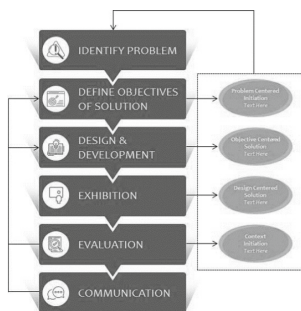 IDENTIFY PROBLEM
DEFINE OBJECTIVES
OF SOLUTION
DESIGN &
DEVELOPMENT
EXHIBITION
EVALUATION
COMMUNICATION
Problem Centered
Initiation
Text Here
Objective Centered
Solution
Text Here
Design Centered
Solution
Text Here
Context
Initiation
Text Here